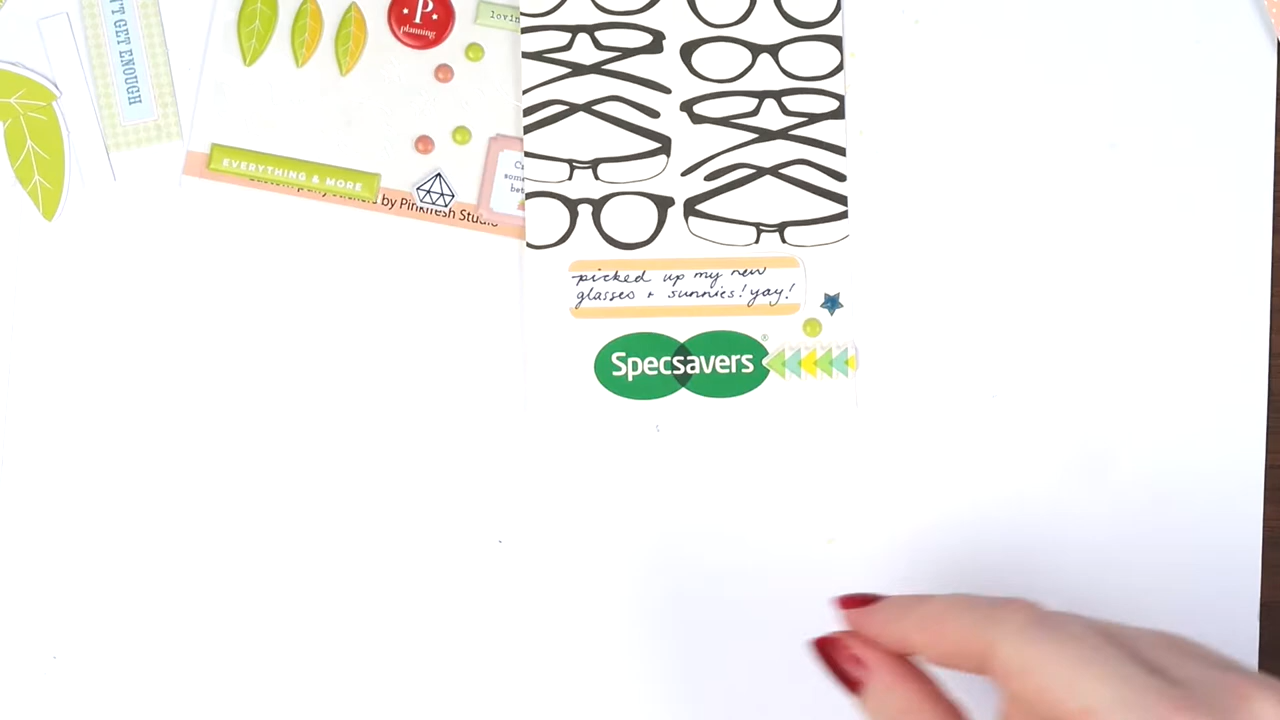 N'T GET ENOUGH
P
planning
lovin
EVERYTHING & MORE
by Pinkfresh Studio
picked up my new
glasses + sunnies! yay!
Specsavers®